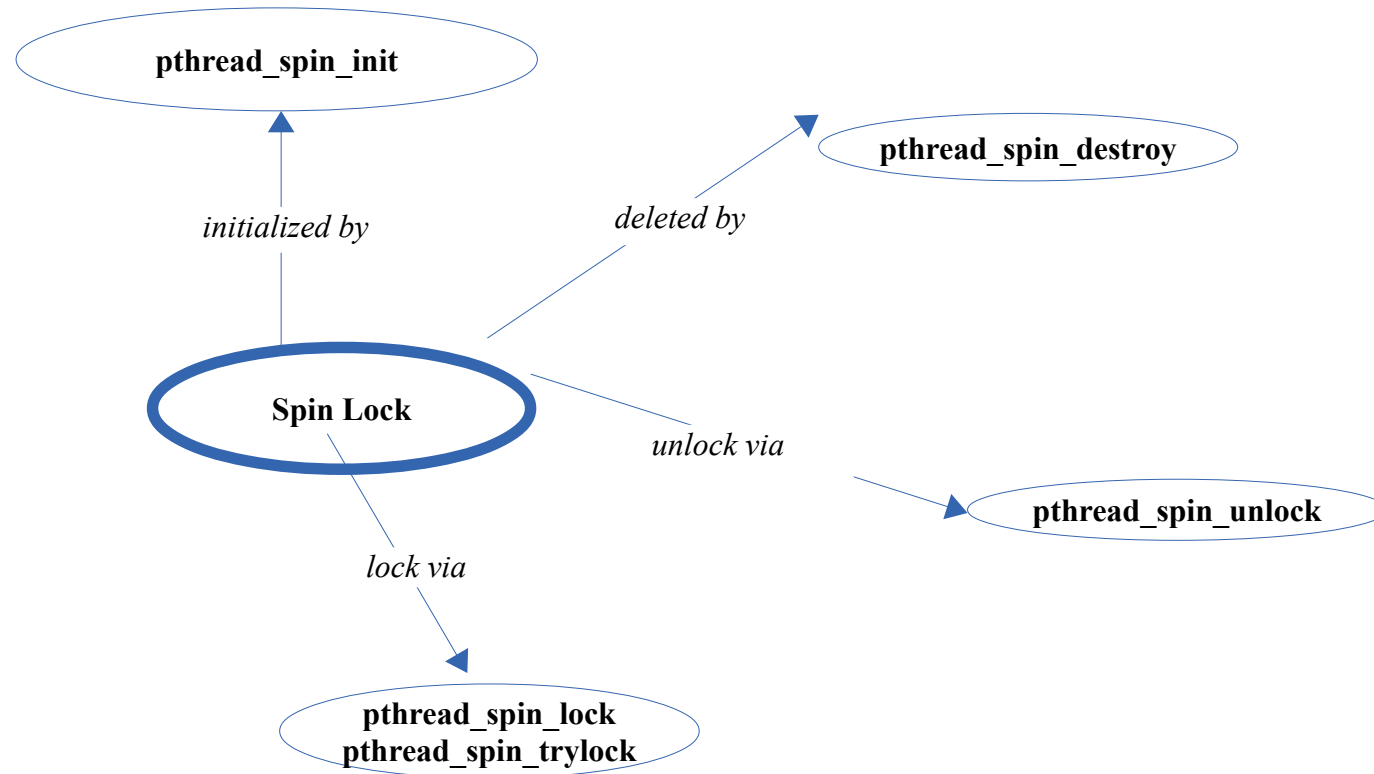 pthread_spin_init
pthread_spin_destroy
initialized by
deleted by
Spin Lock
unlock via
pthread_spin_unlock
lock via
pthread_spin_lock
pthread_spin_trylock